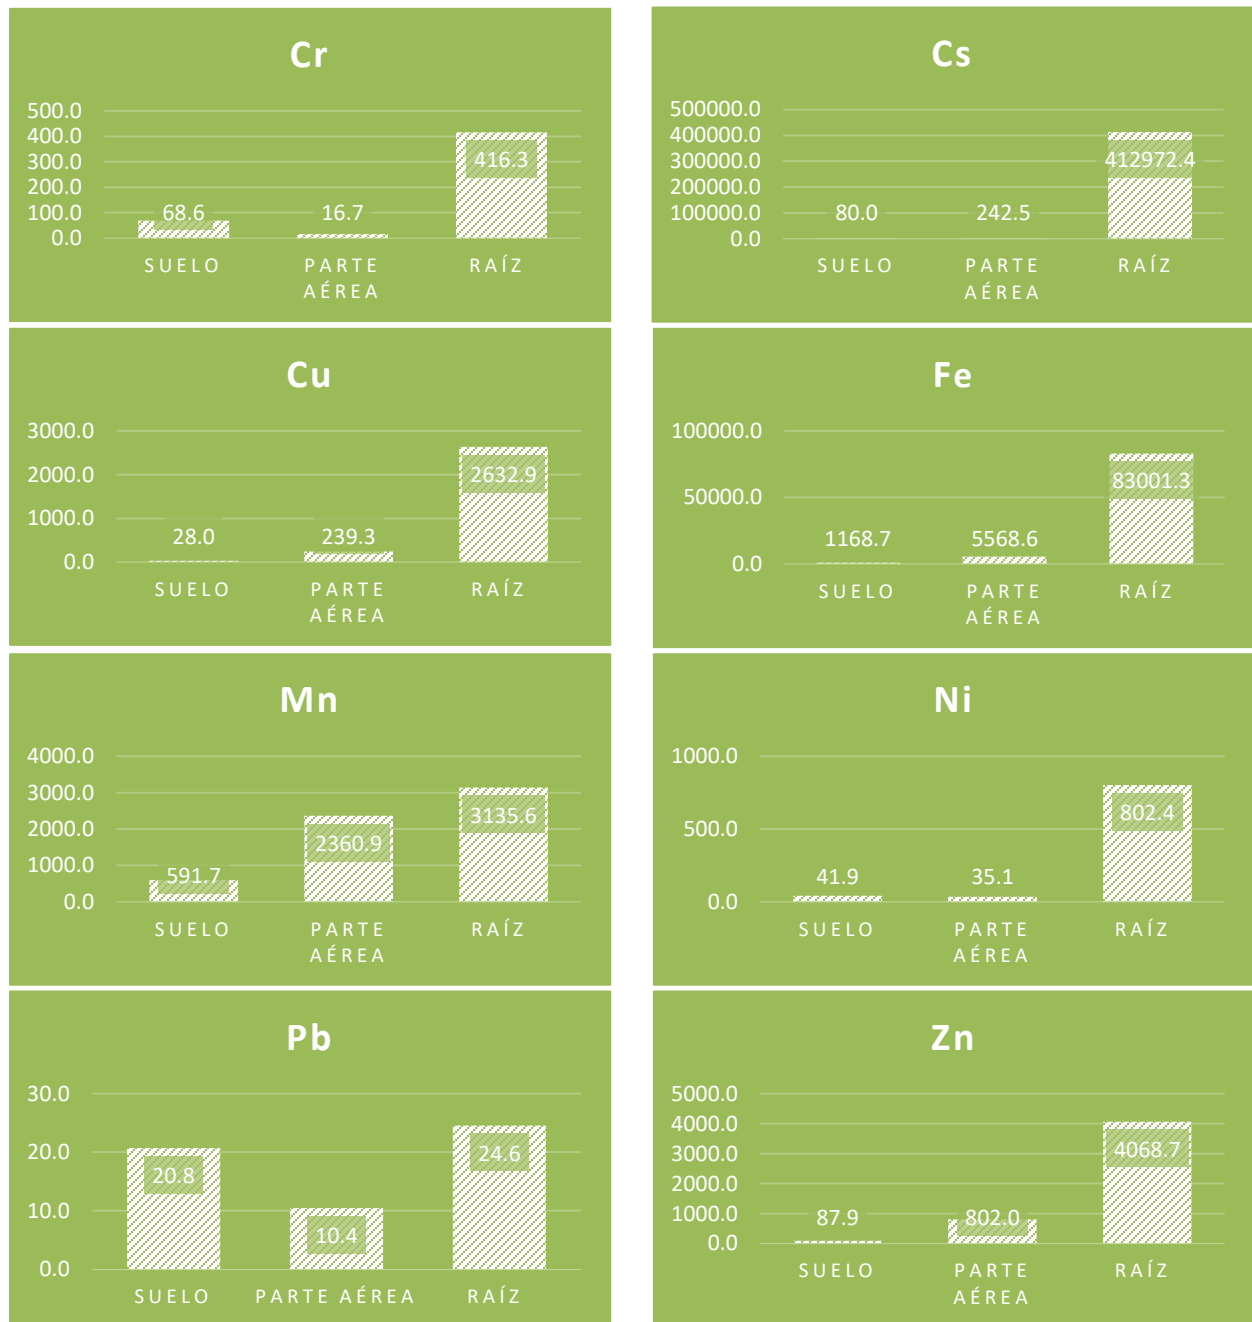 Cr
500.0
400.0
300.0
200.0
100.0
0.0
68.6
16.7
416.3
SUELO
PARTE
AÉREA
RAÍZ
Cs
500000.0
400000.0
300000.0
200000.0
100000.0
0.0
80.0
242.5
412972.4
SUELO
PARTE
AÉREA
RAÍZ
Cu
3000.0
2000.0
1000.0
0.0
28.0
239.3
2632.9
SUELO
PARTE
AÉREA
RAÍZ
Fe
100000.0
50000.0
0.0
1168.7
5568.6
83001.3
SUELO
PARTE
AÉREA
RAÍZ
Mn
4000.0
3000.0
2000.0
1000.0
0.0
591.7
2360.9
3135.6
SUELO
PARTE
AÉREA
RAÍZ
Ni
1000.0
500.0
0.0
41.9
35.1
802.4
SUELO
PARTE
AÉREA
RAÍZ
Pb
30.0
20.0
10.0
0.0
20.8
10.4
24.6
SUELO
PARTE AÉREA
RAÍZ
Zn
5000.0
4000.0
3000.0
2000.0
1000.0
0.0
87.9
802.0
4068.7
SUELO
PARTE
AÉREA
RAÍZ